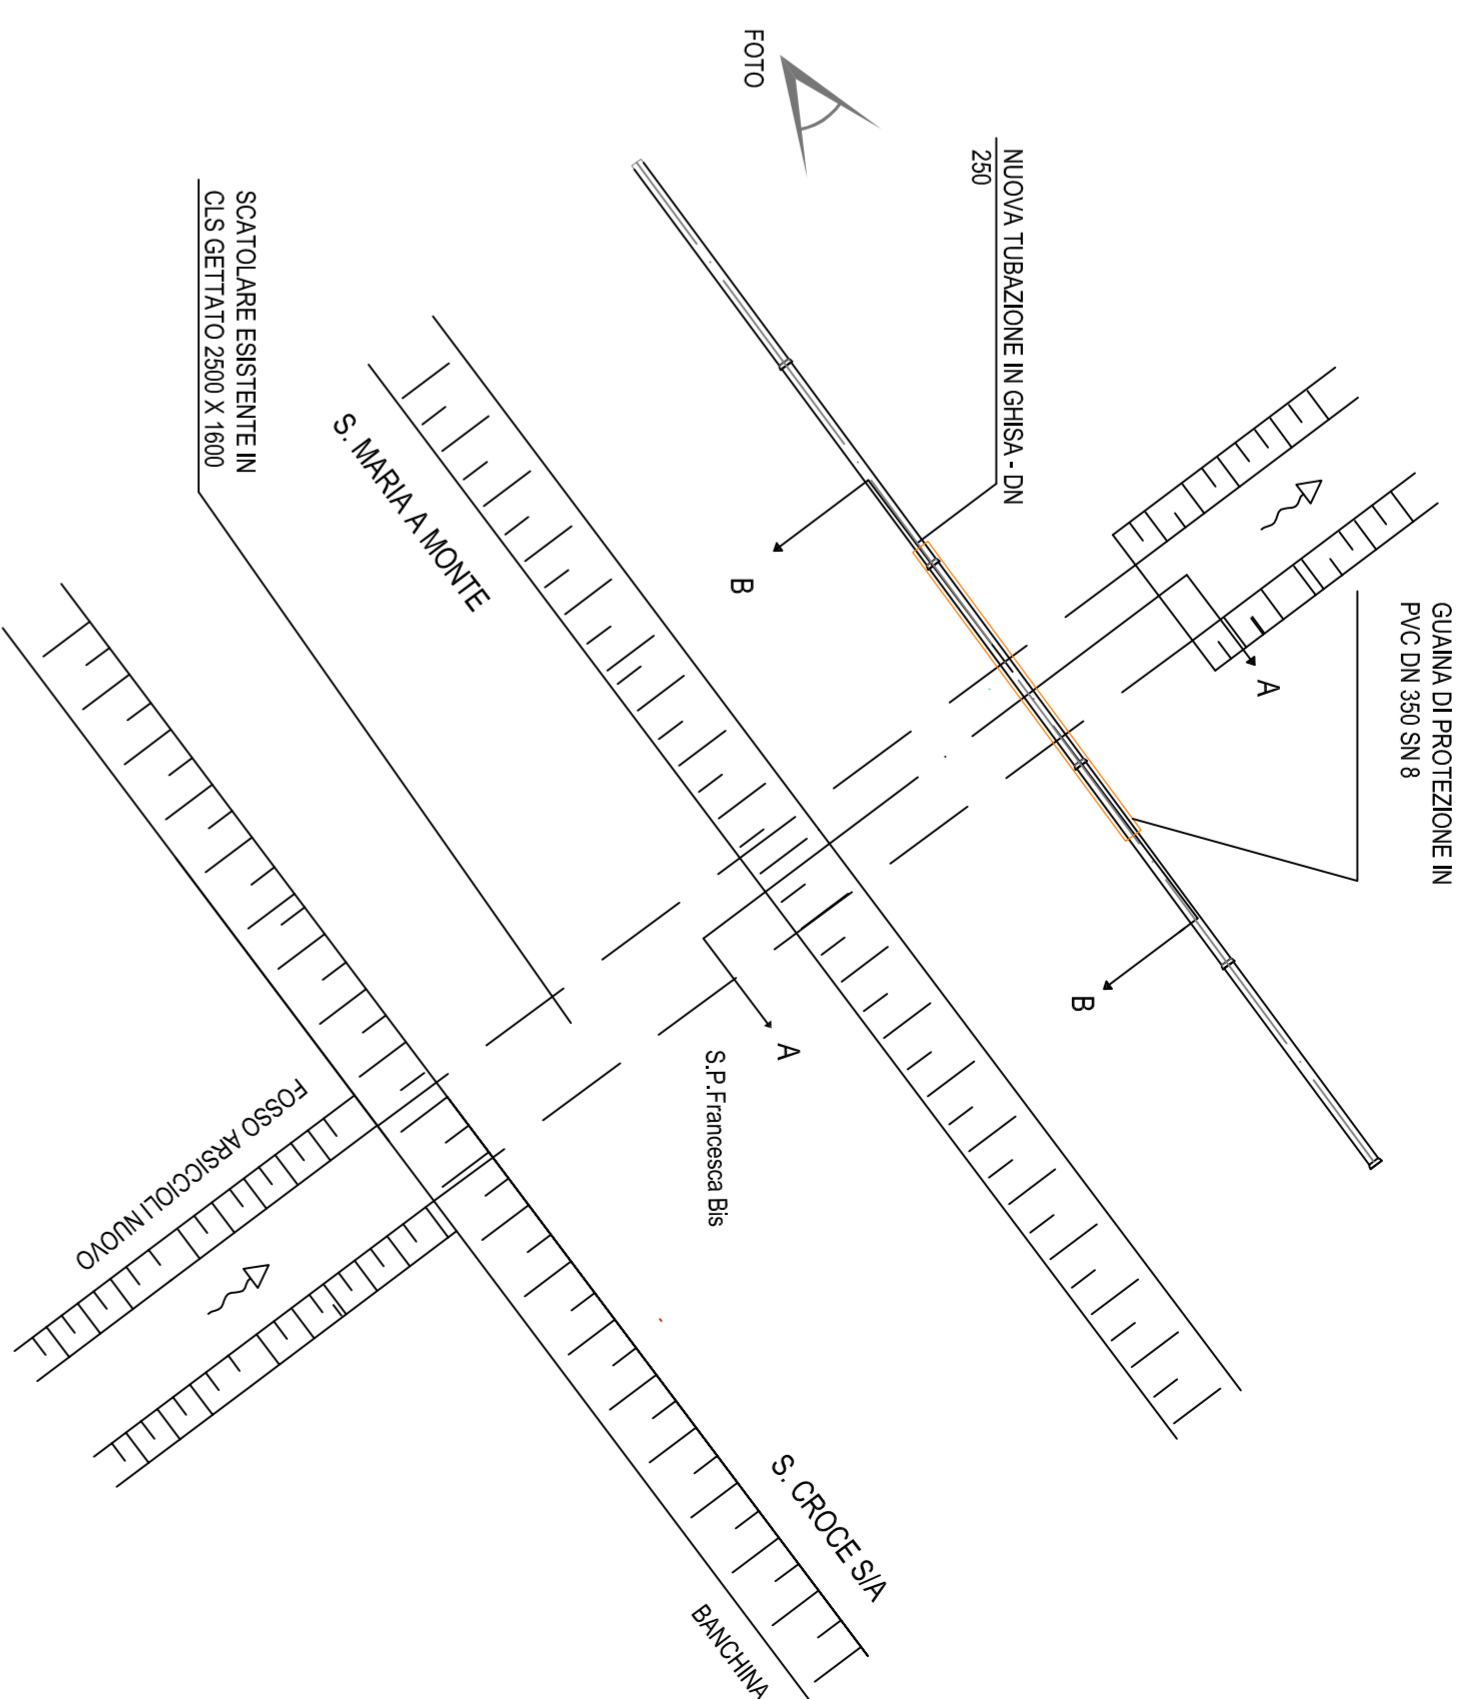 FOTO
NUOVA TUBAZIONE IN GHISA - DN
250
GUAINA DI PROTEZIONE IN
PVC DN 350 SN 8
SCATOLARE ESISTENTE IN
CLS GETTATO 2500 X 1600
S. MARIA A MONTE
B
A
B
A
S.P.Francesca Bis
FOSSO ARSICCIOLI NUOVO
S. CROCE S/A
BANCHINA